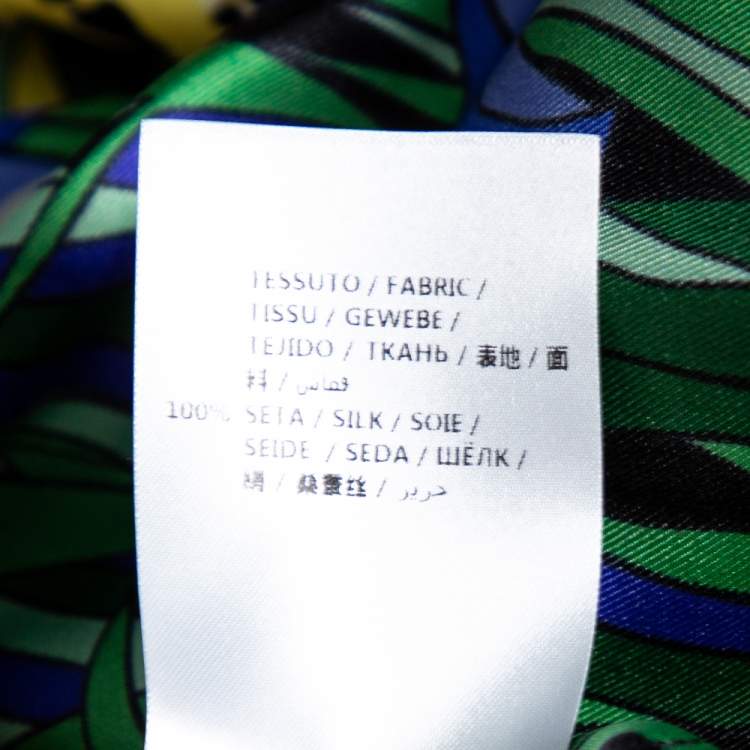 TESSUTO / FABRIC /
TISSU / GEWEBE /
TEJIDO / ТКАНЬ / 表地 / 面
料 / قماش
100% SETA / SILK / SOIE /
SEIDE / SEDA / ШЁЛК /
絹 / 桑蚕丝 / حرير